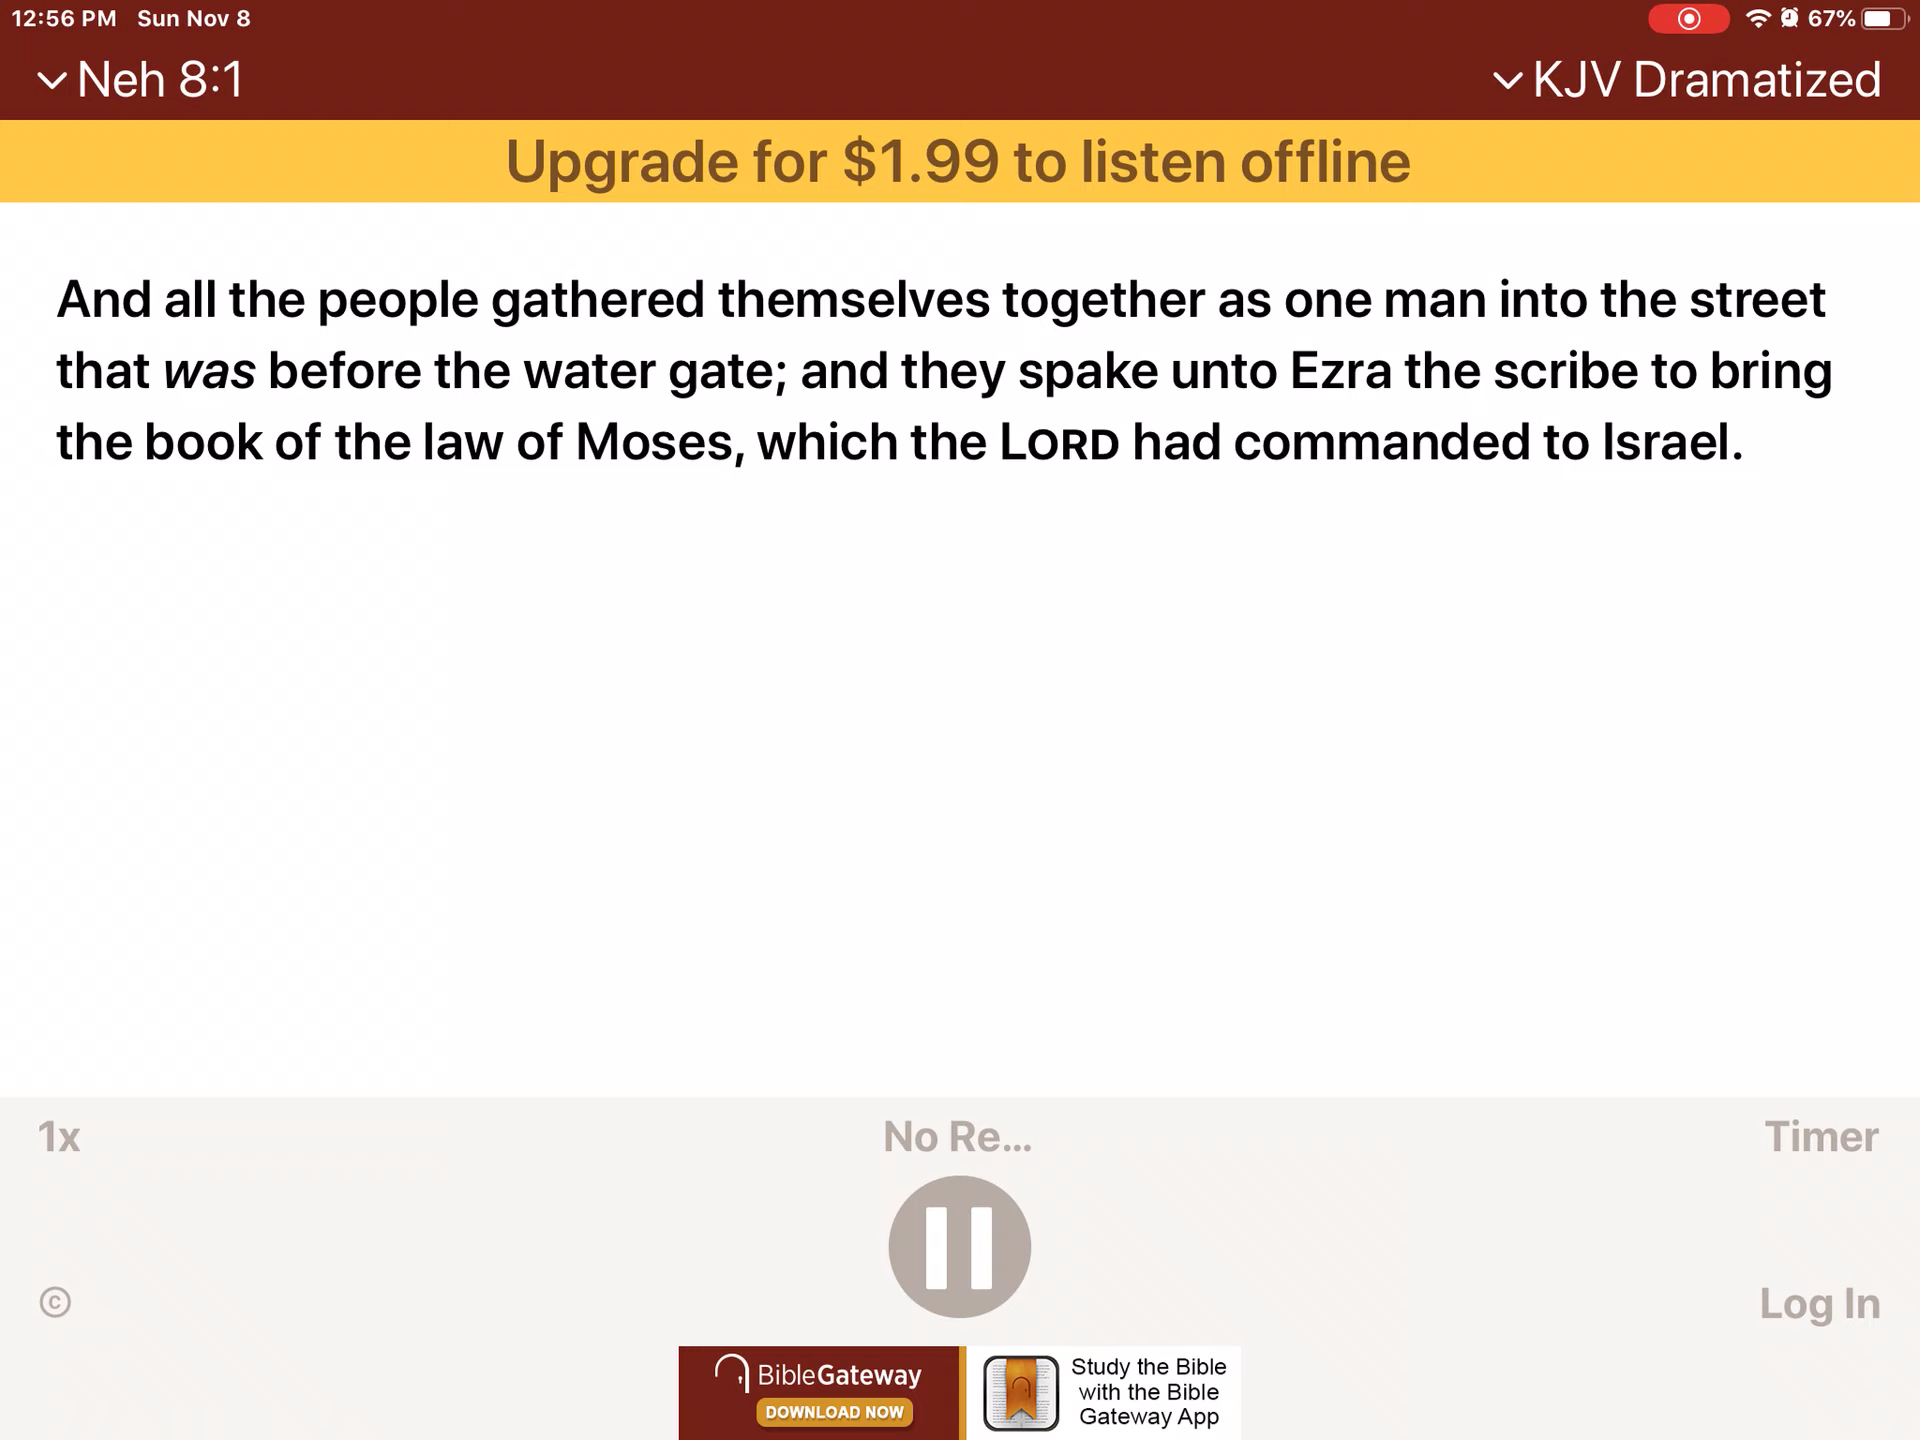 12:56 PM Sun Nov 8
67%
Neh 8:1
KJV Dramatized
Upgrade for $1.99 to listen offline
And all the people gathered themselves together as one man into the street
that was before the water gate; and they spake unto Ezra the scribe to bring
the book of the law of Moses, which the LORD had commanded to Israel.
1x
No Re...
Timer
©
Log In
BibleGateway
DOWNLOAD NOW
Study the Bible
with the Bible
Gateway App